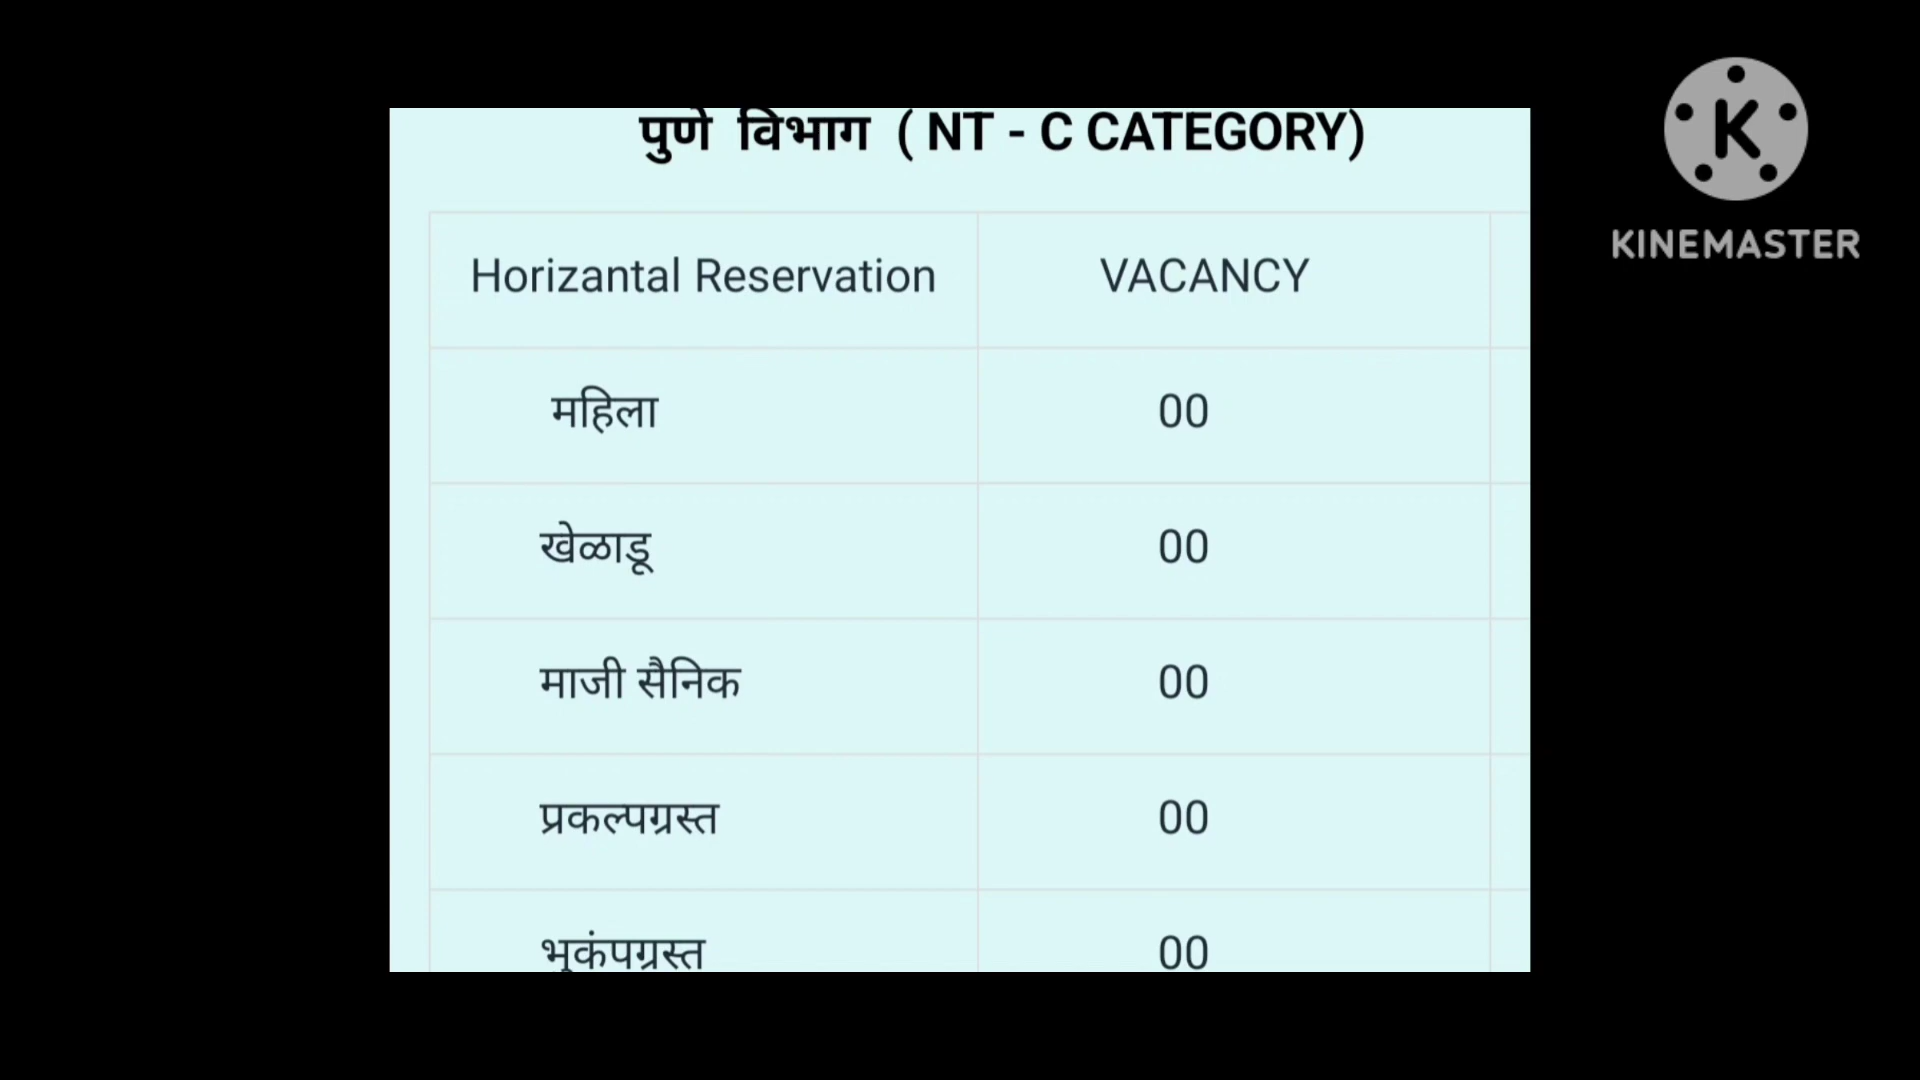 पुणे विभाग ( NT - C CATEGORY)
Horizantal Reservation VACANCY
महिला 00
खेळाडू 00
माजी सैनिक 00
प्रकल्पग्रस्त 00
भूकंपग्रस्त 00
K
KINEMASTER